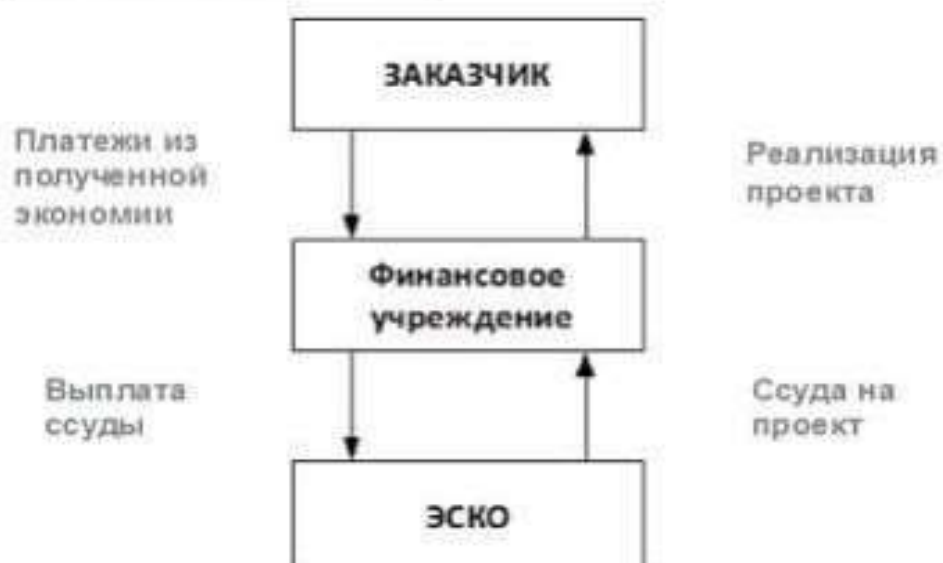 ЗАКАЗЧИК
Платежи из
полученной
экономии
Реализация
проекта
Финансовое
учреждение
Выплата
ссуды
Ссуда на
проект
ЭСКО